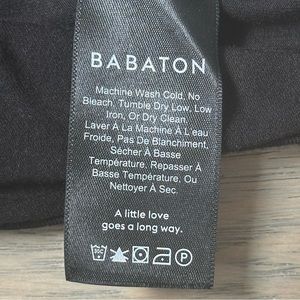 BABATON
Machine Wash Cold, No
Bleach, Tumble Dry Low, Low
Iron, Or Dry Clean.
Laver À La Machine À L'eau
Froide, Pas De Blanchiment,
Sécher À Basse
Température, Repasser À
Basse Température, Ou
Nettoyer À Sec.
A little love
goes a long way.